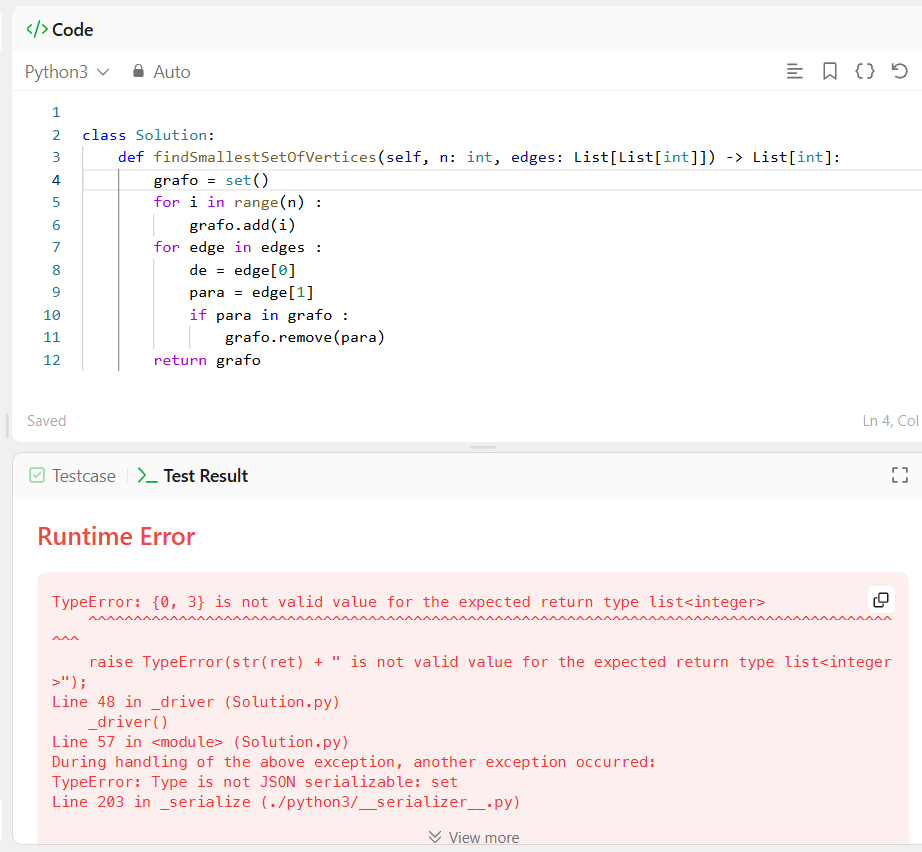 </> Code
Python3 Auto
1
2 class Solution:
3 def findSmallestSetOfVertices(self, n: int, edges: List[List[int]]) -> List[int]:
4 grafo = set()
5 for i in range(n) :
6 grafo.add(i)
7 for edge in edges :
8 de = edge[0]
9 para = edge[1]
10 if para in grafo :
11 grafo.remove(para)
12 return grafo
Saved Ln 4, Col
Testcase >_ Test Result
Runtime Error
TypeError: {0, 3} is not valid value for the expected return type list<integer>
^^^^^^^^^^^^^^^^^^^^^^^^^^^^^^^^^^^^^^^^^^^^^^^^^^^^^^^^^^^^^^^^^^^^^^^^^^^^^^^^^^^^^^^^^
^^^
raise TypeError(str(ret) + " is not valid value for the expected return type list<integer
>");
Line 48 in _driver (Solution.py)
_driver()
Line 57 in <module> (Solution.py)
During handling of the above exception, another exception occurred:
TypeError: Type is not JSON serializable: set
Line 203 in _serialize (./python3/__serializer__.py)
View more